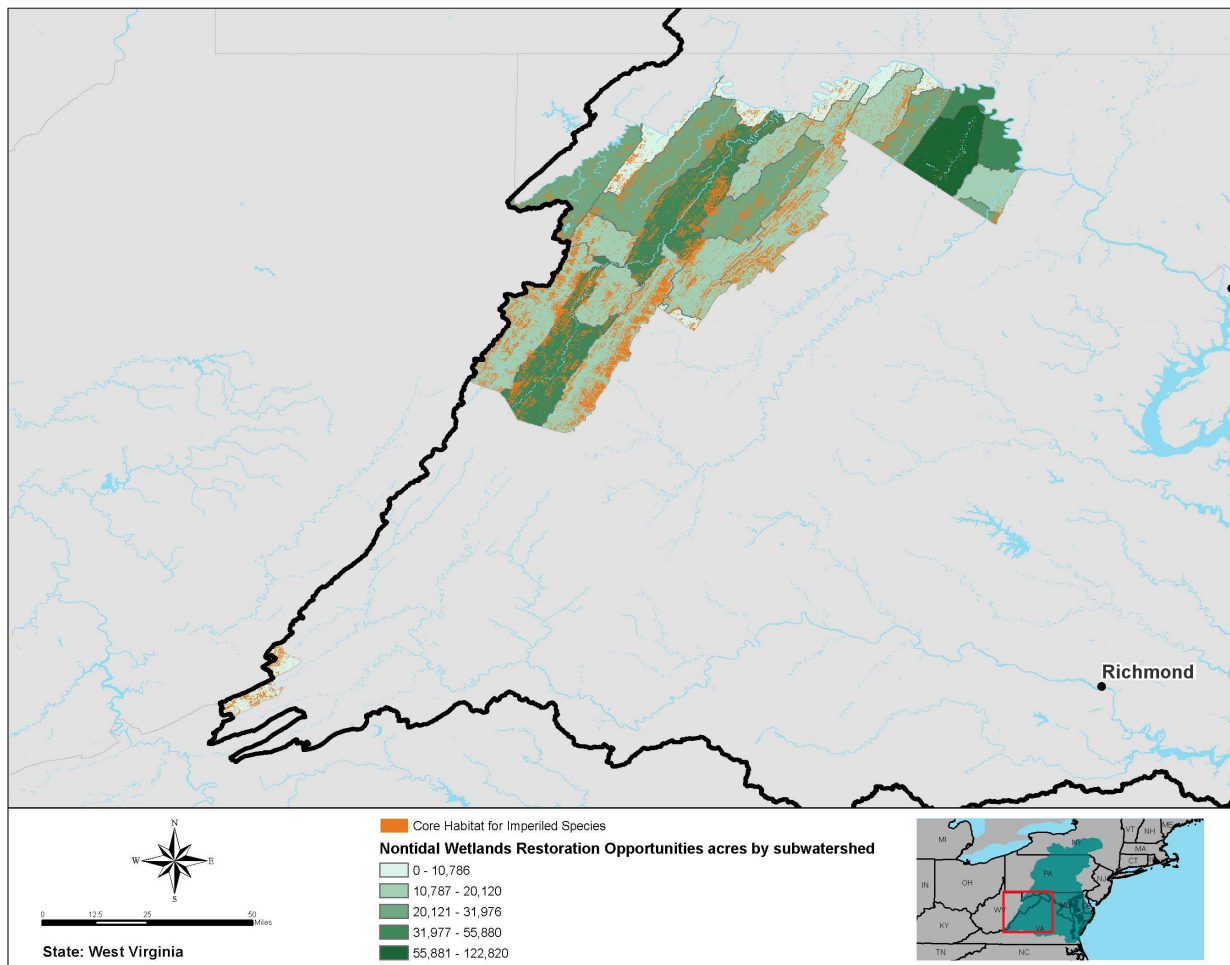 Richmond
N
W
E
S
0
12.5
25
50
Miles
State: West Virginia
Core Habitat for Imperiled Species
Nontidal Wetlands Restoration Opportunities acres by subwatershed
0 - 10,786
10,787 - 20,120
20,121 - 31,976
31,977 - 55,880
55,881 - 122,820
MI
NY
VT
NH
ME
MA
CT
PA
NJ
IN
OH
WV
MD
KY
VA
TN
NC